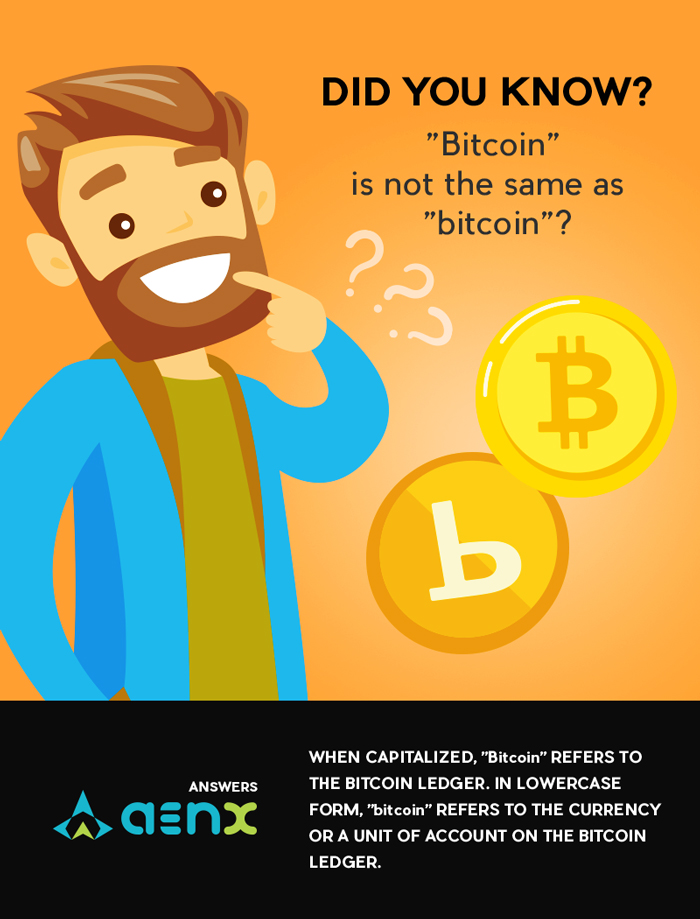 DID YOU KNOW?
”Bitcoin”
is not the same as
”bitcoin”?
? ? ?
B
b
ANSWERS
aenx
WHEN CAPITALIZED, ”Bitcoin” REFERS TO
THE BITCOIN LEDGER. IN LOWERCASE
FORM, ”bitcoin” REFERS TO THE CURRENCY
OR A UNIT OF ACCOUNT ON THE BITCOIN
LEDGER.